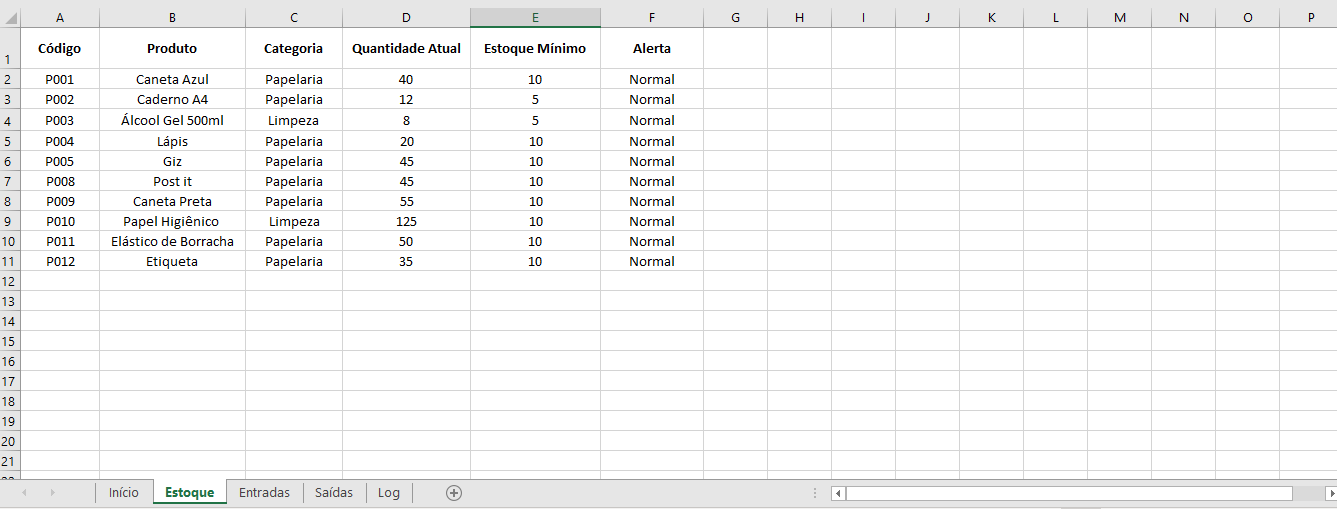 A B C D E F G H I J K L M N O P
1 Código Produto Categoria Quantidade Atual Estoque Mínimo Alerta
2 P001 Caneta Azul Papelaria 40 10 Normal
3 P002 Caderno A4 Papelaria 12 5 Normal
4 P003 Álcool Gel 500ml Limpeza 8 5 Normal
5 P004 Lápis Papelaria 20 10 Normal
6 P005 Giz Papelaria 45 10 Normal
7 P008 Post it Papelaria 45 10 Normal
8 P009 Caneta Preta Papelaria 55 10 Normal
9 P010 Papel Higiênico Limpeza 125 10 Normal
10 P011 Elástico de Borracha Papelaria 50 10 Normal
11 P012 Etiqueta Papelaria 35 10 Normal
12
13
14
15
16
17
18
19
20
21
Início Estoque Entradas Saídas Log